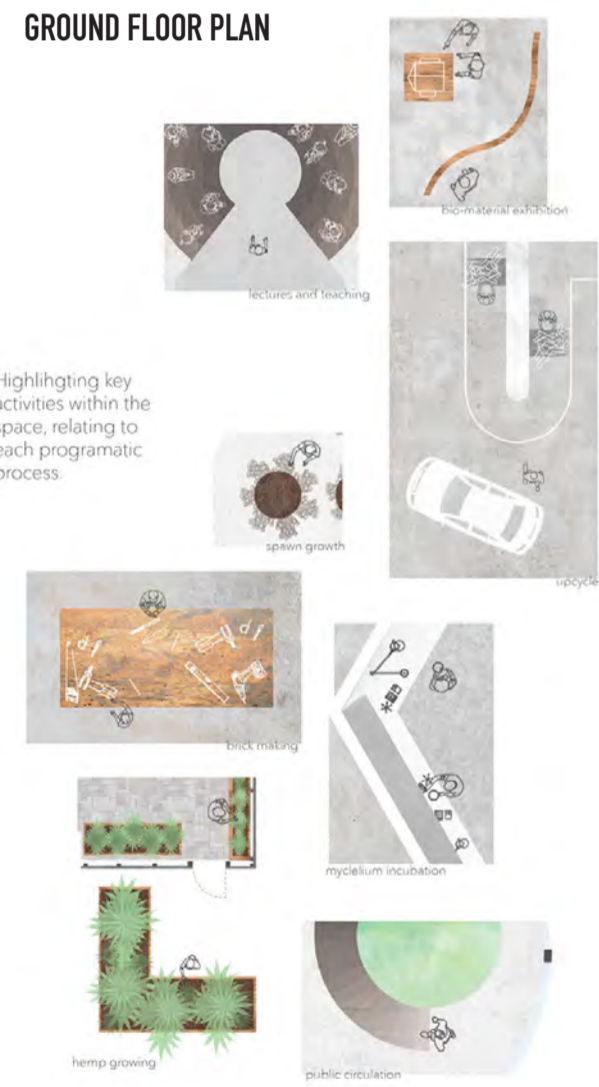 GROUND FLOOR PLAN
bio-material exhibition
lectures and teaching
Highlihgting key
activities within the
space, relating to
each programatic
process.
spawn growth
upcycle
brick making
myclelium incubation
hemp growing
public circulation